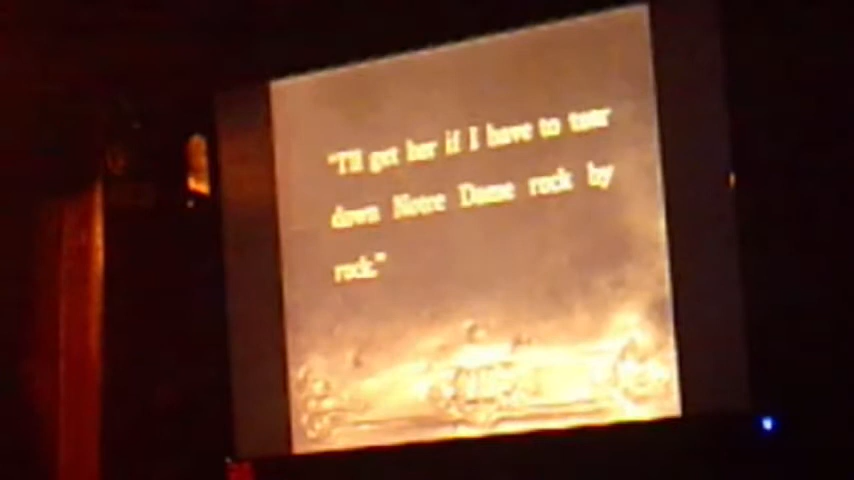 "I'll get her if I have to tear
down Notre Dame rock by
rock."